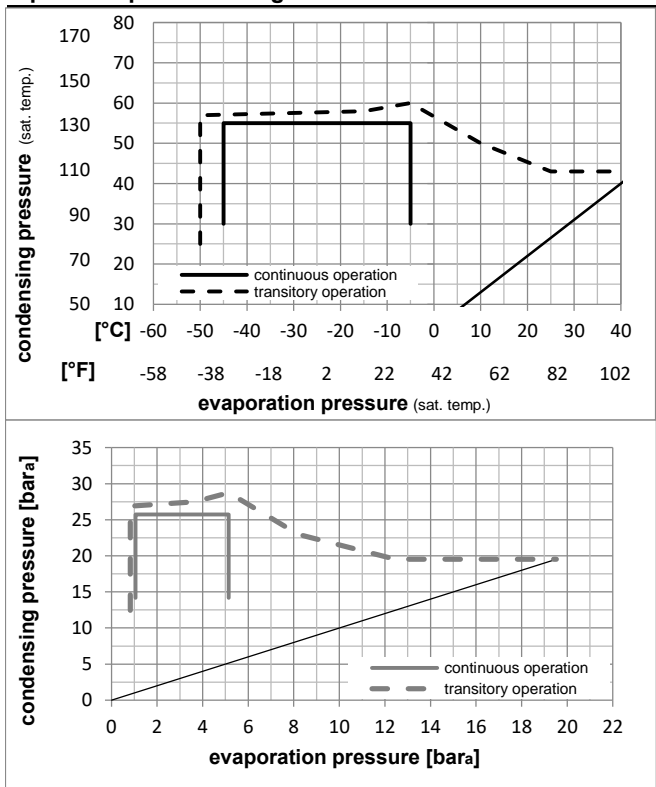 condensing pressure (sat. temp.)
170 80
150 70
60
130 50
110 40
90 30
70 20
50 10
continuous operation
transitory operation
[°C] -60 -50 -40 -30 -20 -10 0 10 20 30 40
[°F] -58 -38 -18 2 22 42 62 82 102
evaporation pressure (sat. temp.)
condensing pressure [bara]
35
30
25
20
15
10
5
0
continuous operation
transitory operation
0 2 4 6 8 10 12 14 16 18 20 22
evaporation pressure [bara]